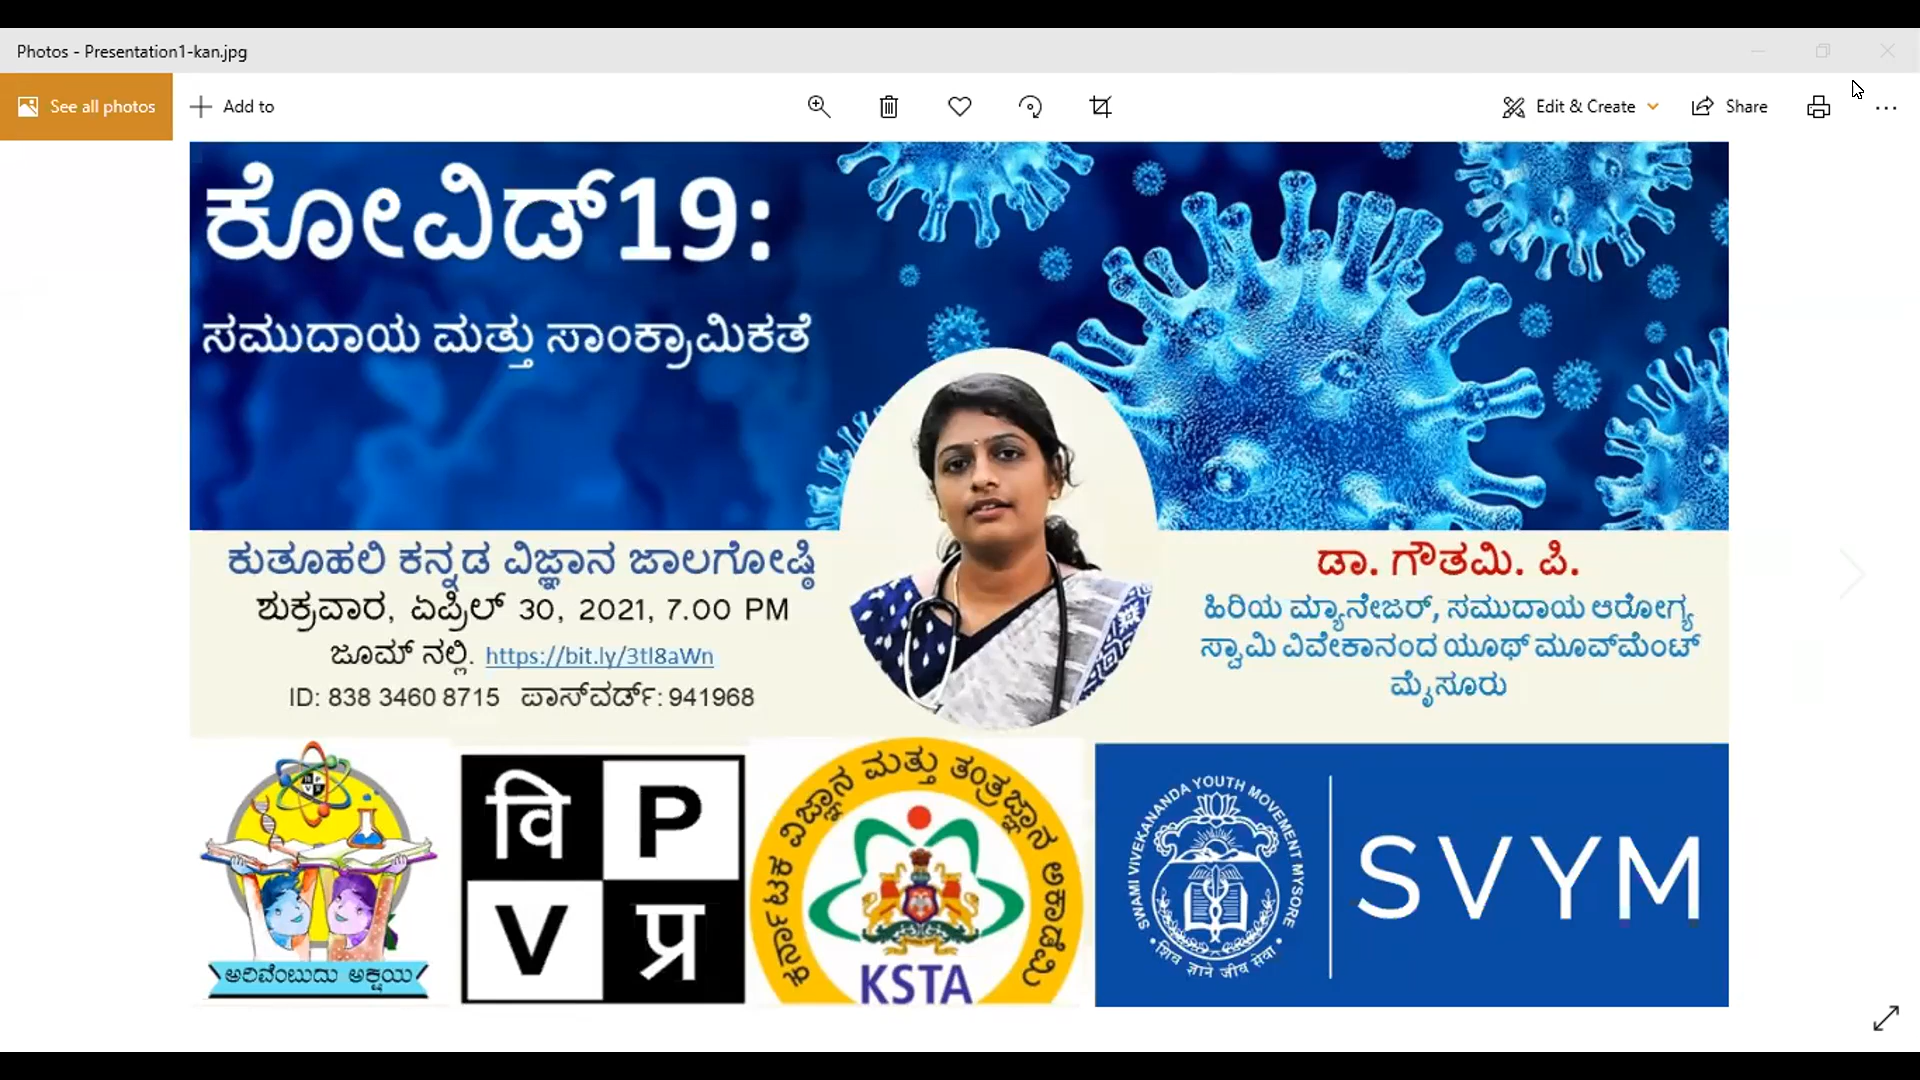 Photos - Presentation1-kan.jpg
See all photos
Add to
Edit & Create
Share
ಕೋವಿಡ್19:
ಸಮುದಾಯ ಮತ್ತು ಸಾಂಕ್ರಾಮಿಕತೆ
ಕುತೂಹಲಿ ಕನ್ನಡ ವಿಜ್ಞಾನ ಜಾಲಗೋಷ್ಠಿ
ಶುಕ್ರವಾರ, ಏಪ್ರಿಲ್ 30, 2021, 7.00 PM
ಜೂಮ್ ನಲ್ಲಿ. https://bit.ly/3tl8aWn
ID: 838 3460 8715 ಪಾಸ್‌ವರ್ಡ್: 941968
ಡಾ. ಗೌತಮಿ. ಪಿ.
ಹಿರಿಯ ಮ್ಯಾನೇಜರ್, ಸಮುದಾಯ ಆರೋಗ್ಯ
ಸ್ವಾಮಿ ವಿವೇಕಾನಂದ ಯೂಥ್ ಮೂವ್‌ಮೆಂಟ್
ಮೈಸೂರು
ಅರಿವೆಂಬುದು ಅಕ್ಷಯ
वि P
V प्र
ಕರ್ನಾಟಕ ವಿಜ್ಞಾನ ಮತ್ತು ತಂತ್ರಜ್ಞಾನ ಅಕಾಡೆಮಿ
KSTA
SWAMI VIVEKANANDA YOUTH MOVEMENT MYSORE
शिव ज्ञाने जीव सेवा
SVYM